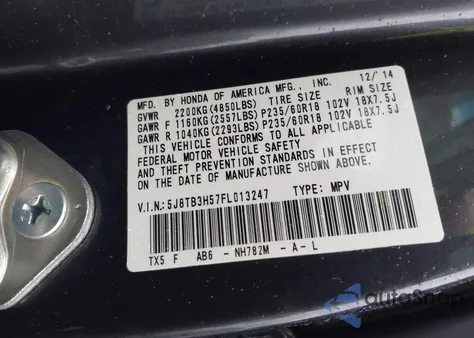 MFD. BY HONDA OF AMERICA MFG., INC. 12/14
GVWR 2200KG(4850LBS) TIRE SIZE RIM SIZE
GAWR F 1160KG(2557LBS)P235/60R18 102V 18X7.5J
GAWR R 1040KG(2293LBS)P235/60R18 102V 18X7.5J
THIS VEHICLE CONFORMS TO ALL APPLICABLE
FEDERAL MOTOR VEHICLE SAFETY, BUMPER,
AND THEFT PREVENTION STANDARDS IN EFFECT
ON THE DATE OF MANUFACTURE SHOWN ABOVE.
V.I.N.:5J8TB3H57FL013247 TYPE: MPV
TX5 F AB6 - NH782M - A - L
autoSnap